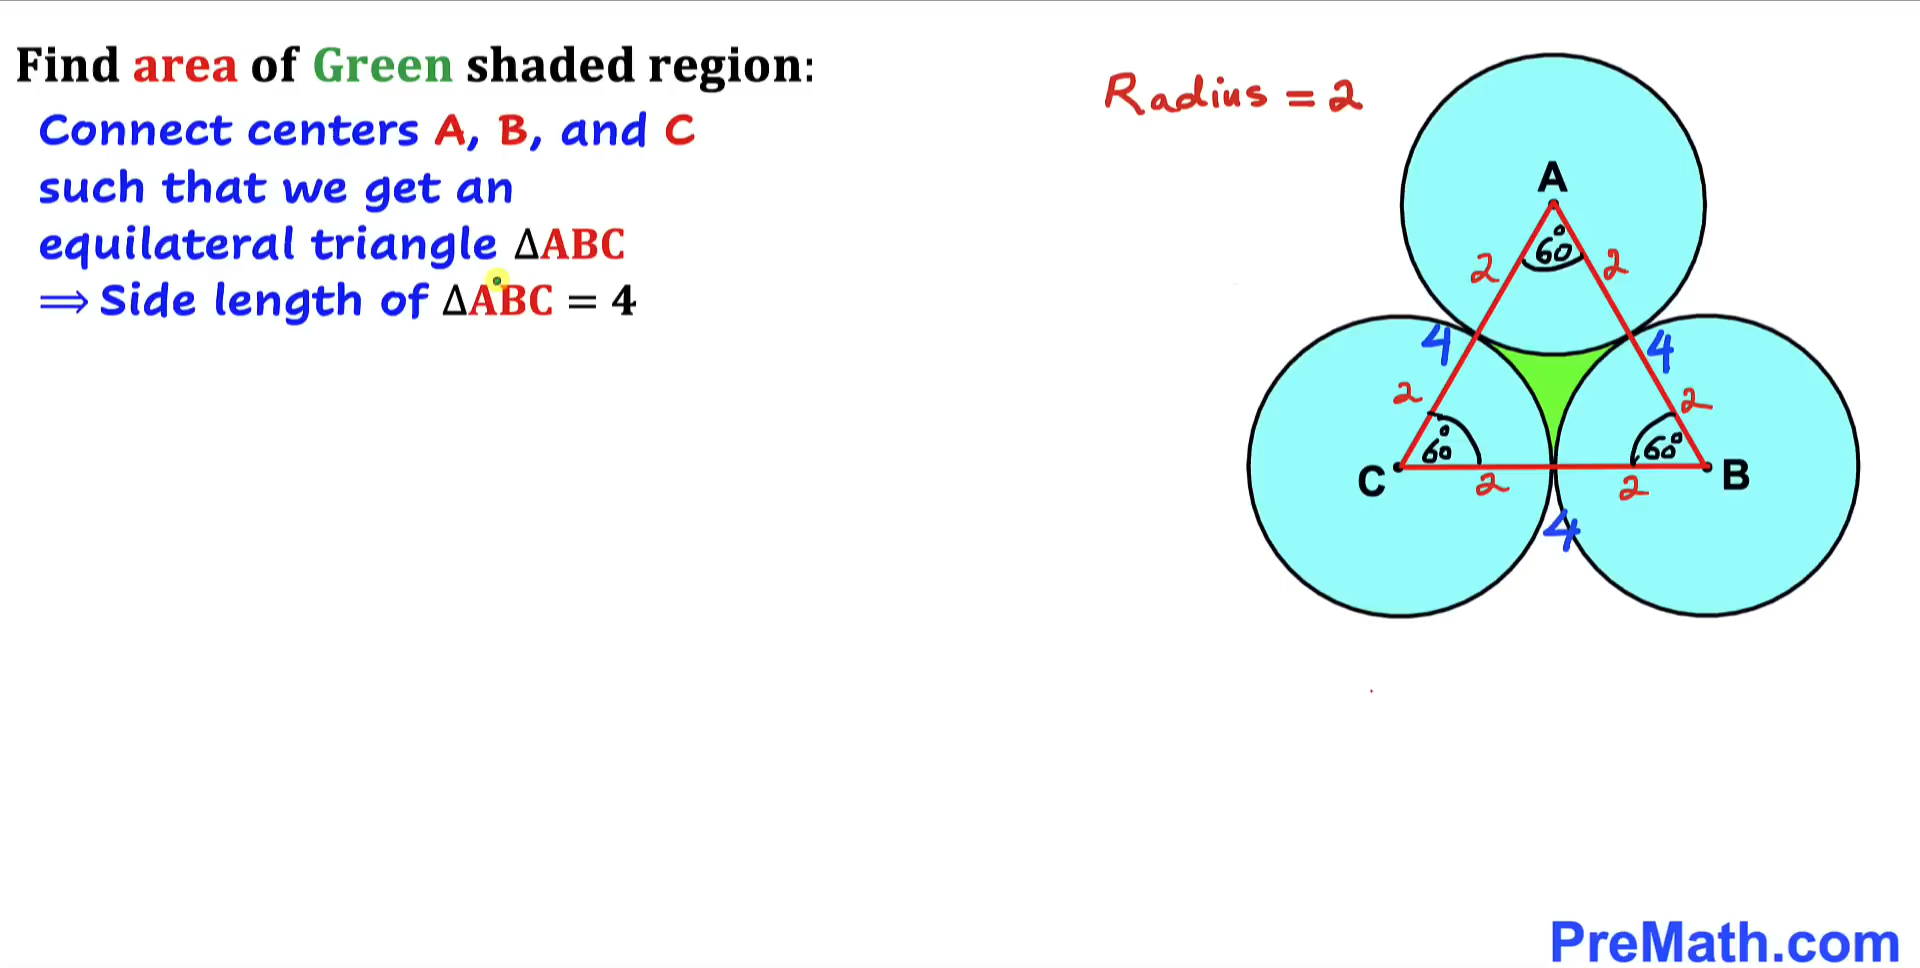 Find area of Green shaded region:
Connect centers A, B, and C
such that we get an
equilateral triangle ΔABC
⟹ Side length of ΔABC = 4
Radius = 2
A
60°
2
2
4
4
2
2
60°
60°
C
B
2
2
4
PreMath.com